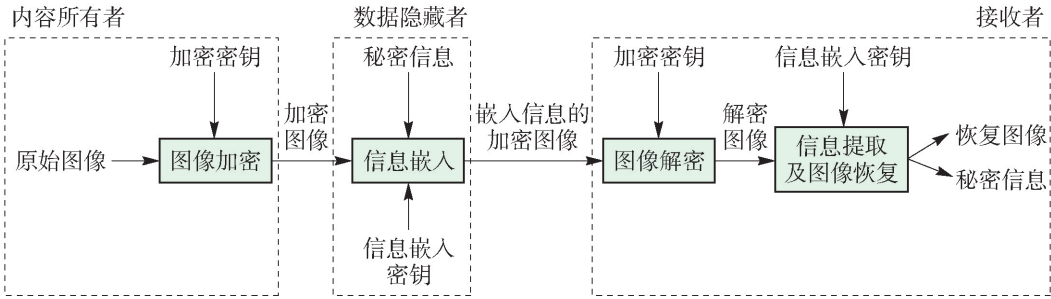 内容所有者
数据隐藏者
接收者
加密密钥
秘密信息
加密密钥
信息嵌入密钥
加密
图像
嵌入信息的
加密图像
解密
图像
原始图像
图像加密
信息嵌入
图像解密
信息提取
及图像恢复
恢复图像
秘密信息
信息嵌入
密钥